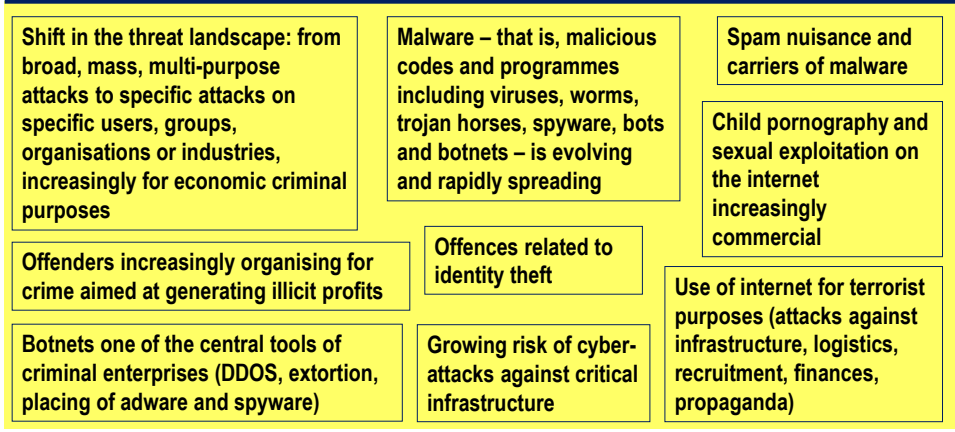 Shift in the threat landscape: from
broad, mass, multi-purpose
attacks to specific attacks on
specific users, groups,
organisations or industries,
increasingly for economic criminal
purposes
Malware – that is, malicious
codes and programmes
including viruses, worms,
trojan horses, spyware, bots
and botnets – is evolving
and rapidly spreading
Spam nuisance and
carriers of malware
Child pornography and
sexual exploitation on
the internet
increasingly
commercial
Offenders increasingly organising for
crime aimed at generating illicit profits
Offences related to
identity theft
Use of internet for terrorist
purposes (attacks against
infrastructure, logistics,
recruitment, finances,
propaganda)
Botnets one of the central tools of
criminal enterprises (DDOS, extortion,
placing of adware and spyware)
Growing risk of cyber-
attacks against critical
infrastructure